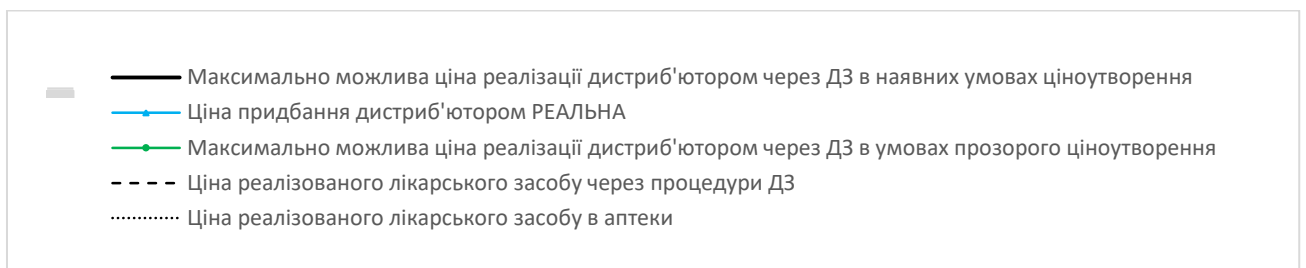 Максимально можлива ціна реалізації дистриб'ютором через ДЗ в наявних умовах ціноутворення
Ціна придбання дистриб'ютором РЕАЛЬНА
Максимально можлива ціна реалізації дистриб'ютором через ДЗ в умовах прозорого ціноутворення
Ціна реалізованого лікарського засобу через процедури ДЗ
Ціна реалізованого лікарського засобу в аптеки